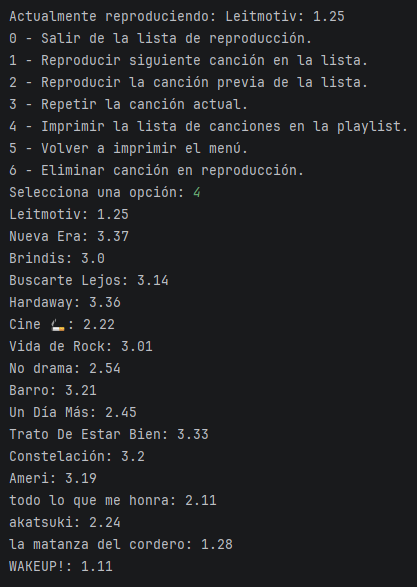 Actualmente reproduciendo: Leitmotiv: 1.25
0 - Salir de la lista de reproducción.
1 - Reproducir siguiente canción en la lista.
2 - Reproducir la canción previa de la lista.
3 - Repetir la canción actual.
4 - Imprimir la lista de canciones en la playlist.
5 - Volver a imprimir el menú.
6 - Eliminar canción en reproducción.
Selecciona una opción: 4
Leitmotiv: 1.25
Nueva Era: 3.37
Brindis: 3.0
Buscarte Lejos: 3.14
Hardaway: 3.36
Cine 🚬: 2.22
Vida de Rock: 3.01
No drama: 2.54
Barro: 3.21
Un Día Más: 2.45
Trato De Estar Bien: 3.33
Constelación: 3.2
Ameri: 3.19
todo lo que me honra: 2.11
akatsuki: 2.24
la matanza del cordero: 1.28
WAKEUP!: 1.11